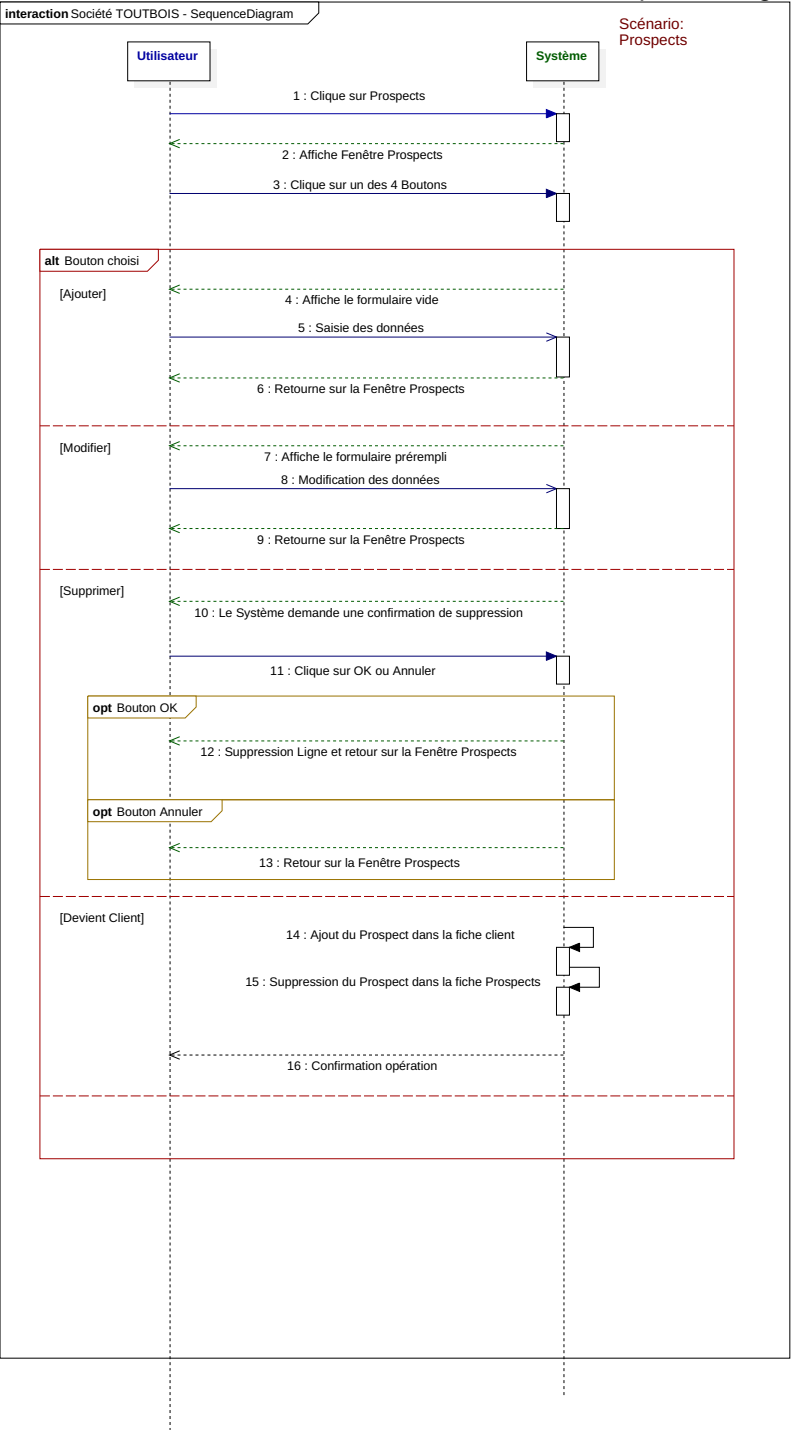 interaction Société TOUTBOIS - SequenceDiagram
Scénario:
Prospects
Utilisateur
Système
1 : Clique sur Prospects
2 : Affiche Fenêtre Prospects
3 : Clique sur un des 4 Boutons
alt Bouton choisi
[Ajouter]
4 : Affiche le formulaire vide
5 : Saisie des données
6 : Retourne sur la Fenêtre Prospects
[Modifier]
7 : Affiche le formulaire prérempli
8 : Modification des données
9 : Retourne sur la Fenêtre Prospects
[Supprimer]
10 : Le Système demande une confirmation de suppression
11 : Clique sur OK ou Annuler
opt Bouton OK
12 : Suppression Ligne et retour sur la Fenêtre Prospects
opt Bouton Annuler
13 : Retour sur la Fenêtre Prospects
[Devient Client]
14 : Ajout du Prospect dans la fiche client
15 : Suppression du Prospect dans la fiche Prospects
16 : Confirmation opération